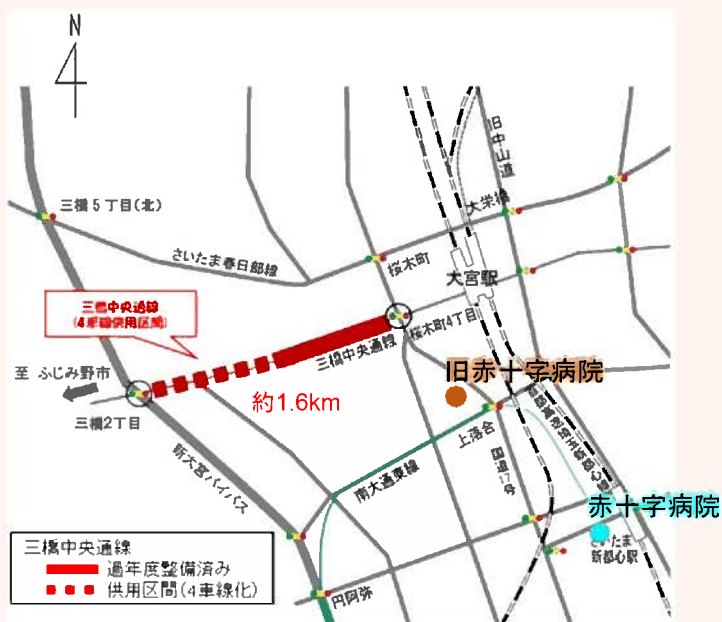 N
三橋5丁目(北)
旧中山道
大栄橋
さいたま春日部線
桜木町
大宮駅
三橋中央通線
(4車線供用区間)
桜木町4丁目
三橋中央通線
至 ふじみ野市
旧赤十字病院
約1.6km
三橋2丁目
上落合
新大宮バイパス
南大通東線
国道17号
赤十字病院
さいたま
新都心駅
三橋中央通線
過年度整備済み
供用区間(4車線化)
円阿弥